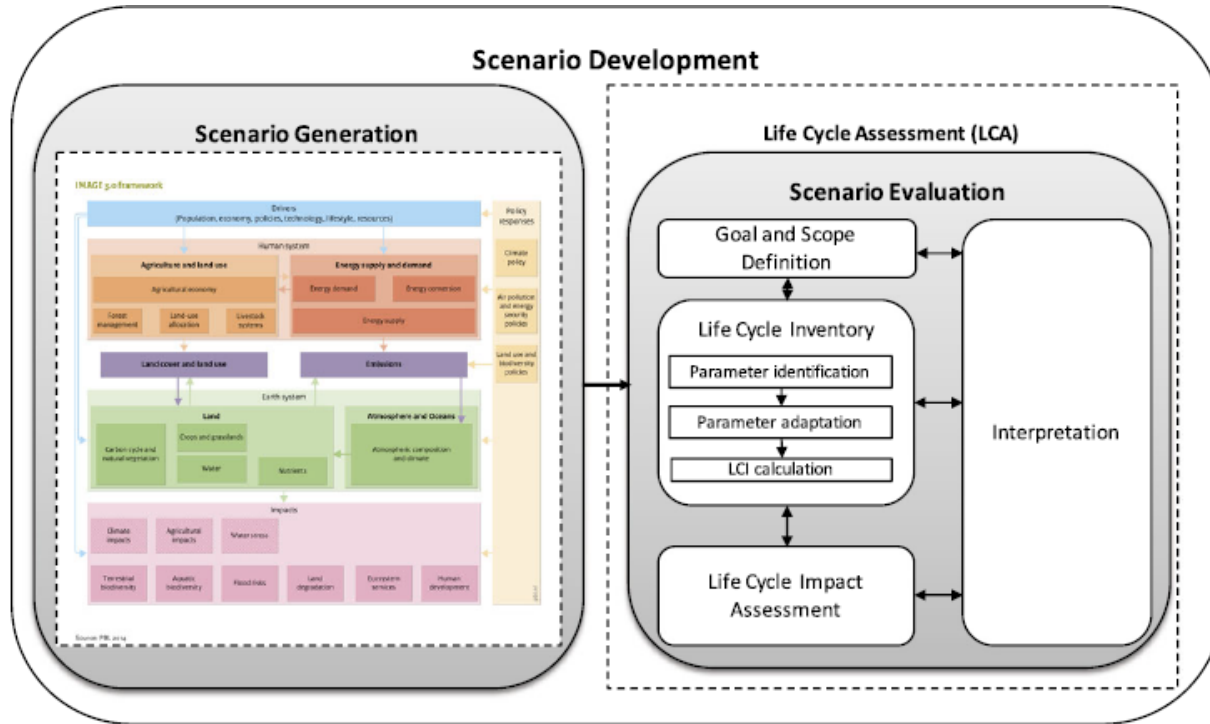 Scenario Development
Scenario Generation
IMAGE 3.0 framework
Drivers
(Population, economy, policies, technology, lifestyle, resources)
Policy
responses
Human system
Agriculture and land use
Energy supply and demand
Climate
policy
Agricultural economy
Energy demand
Energy conversion
Air pollution
and energy
security
policies
Forest
management
Land-use
allocation
Livestock
systems
Energy supply
Land cover and land use
Emissions
Land use and
biodiversity
policies
Earth system
Land
Atmosphere and Oceans
Carbon cycle and
natural vegetation
Crops and grasslands
Water
Nutrients
Atmospheric composition
and climate
Impacts
Climate
impacts
Agricultural
impacts
Water stress
Terrestrial
biodiversity
Aquatic
biodiversity
Flood risks
Land
degradation
Ecosystem
services
Human
development
Source: PBL 2014
Life Cycle Assessment (LCA)
Scenario Evaluation
Goal and Scope
Definition
Life Cycle Inventory
Parameter identification
Parameter adaptation
LCI calculation
Life Cycle Impact
Assessment
Interpretation